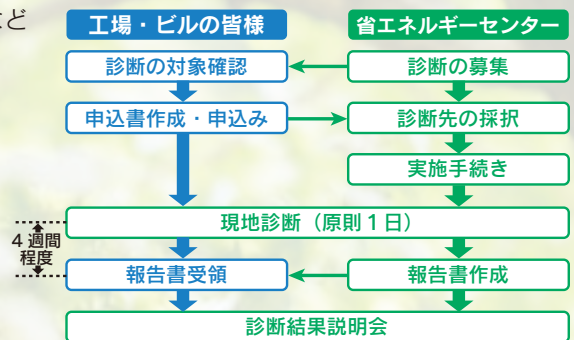 など
工場・ビルの皆様
省エネルギーセンター
診断の対象確認
診断の募集
申込書作成・申込み
診断先の採択
実施手続き
現地診断（原則１日）
４週間
程度
報告書受領
報告書作成
診断結果説明会